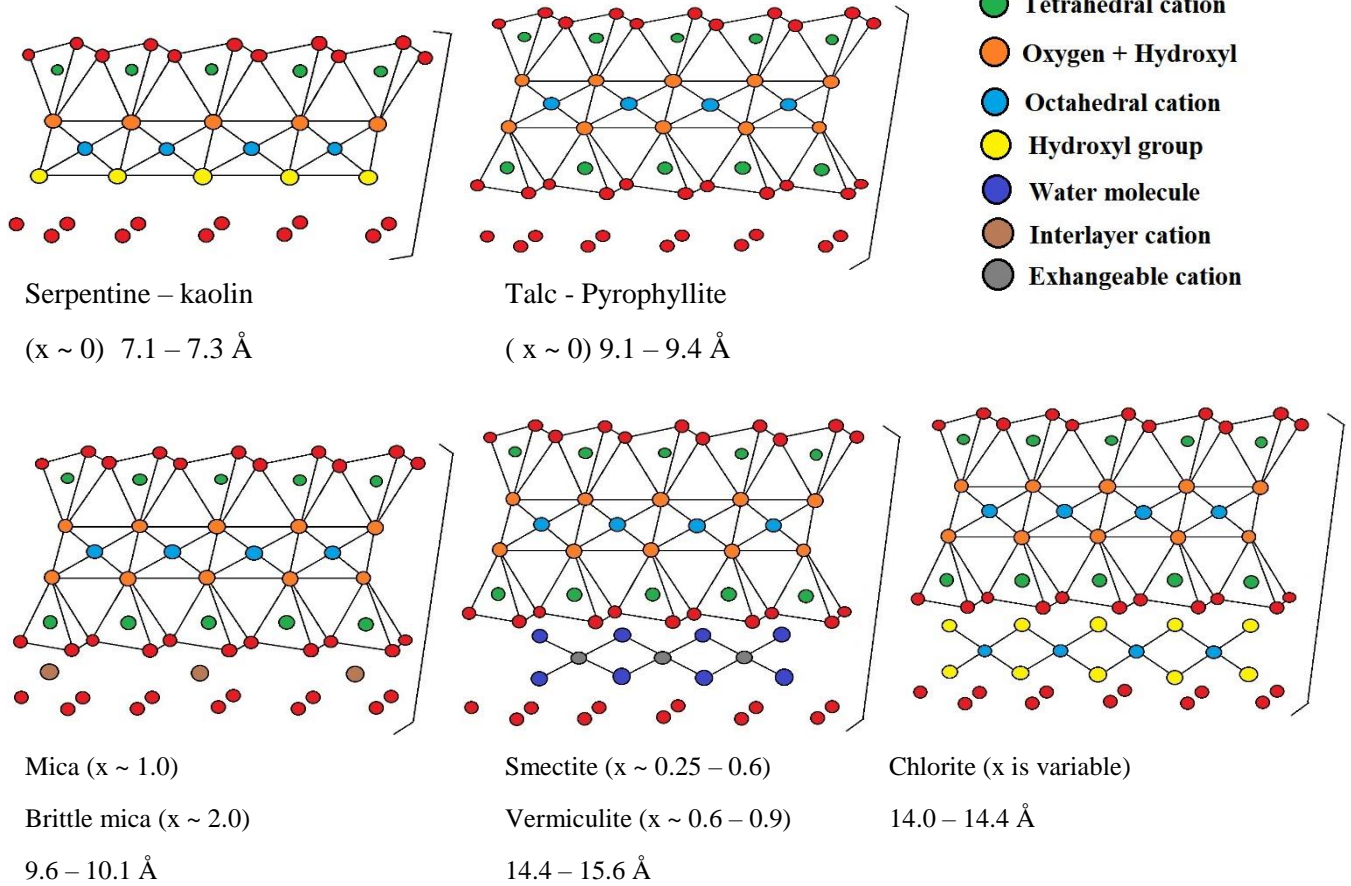 Tetrahedral cation
Oxygen + Hydroxyl
Octahedral cation
Hydroxyl group
Water molecule
Interlayer cation
Exhangeable cation
Serpentine – kaolin
(x ~ 0) 7.1 – 7.3 Å
Talc - Pyrophyllite
( x ~ 0) 9.1 – 9.4 Å
Mica (x ~ 1.0)
Brittle mica (x ~ 2.0)
9.6 – 10.1 Å
Smectite (x ~ 0.25 – 0.6)
Vermiculite (x ~ 0.6 – 0.9)
14.4 – 15.6 Å
Chlorite (x is variable)
14.0 – 14.4 Å